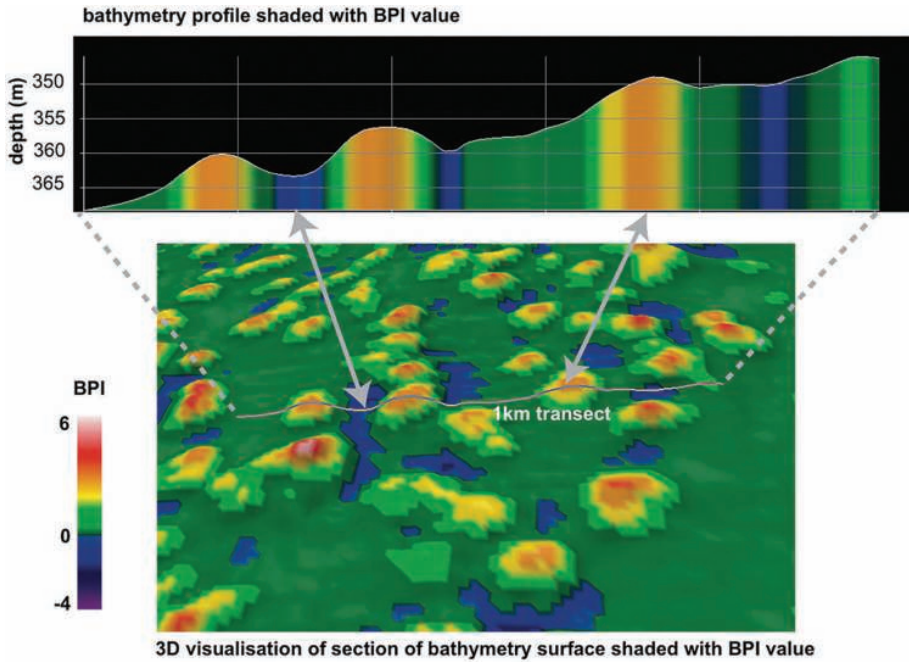 bathymetry profile shaded with BPI value
depth (m)
350
355
360
365
BPI
6
0
-4
1km transect
3D visualisation of section of bathymetry surface shaded with BPI value